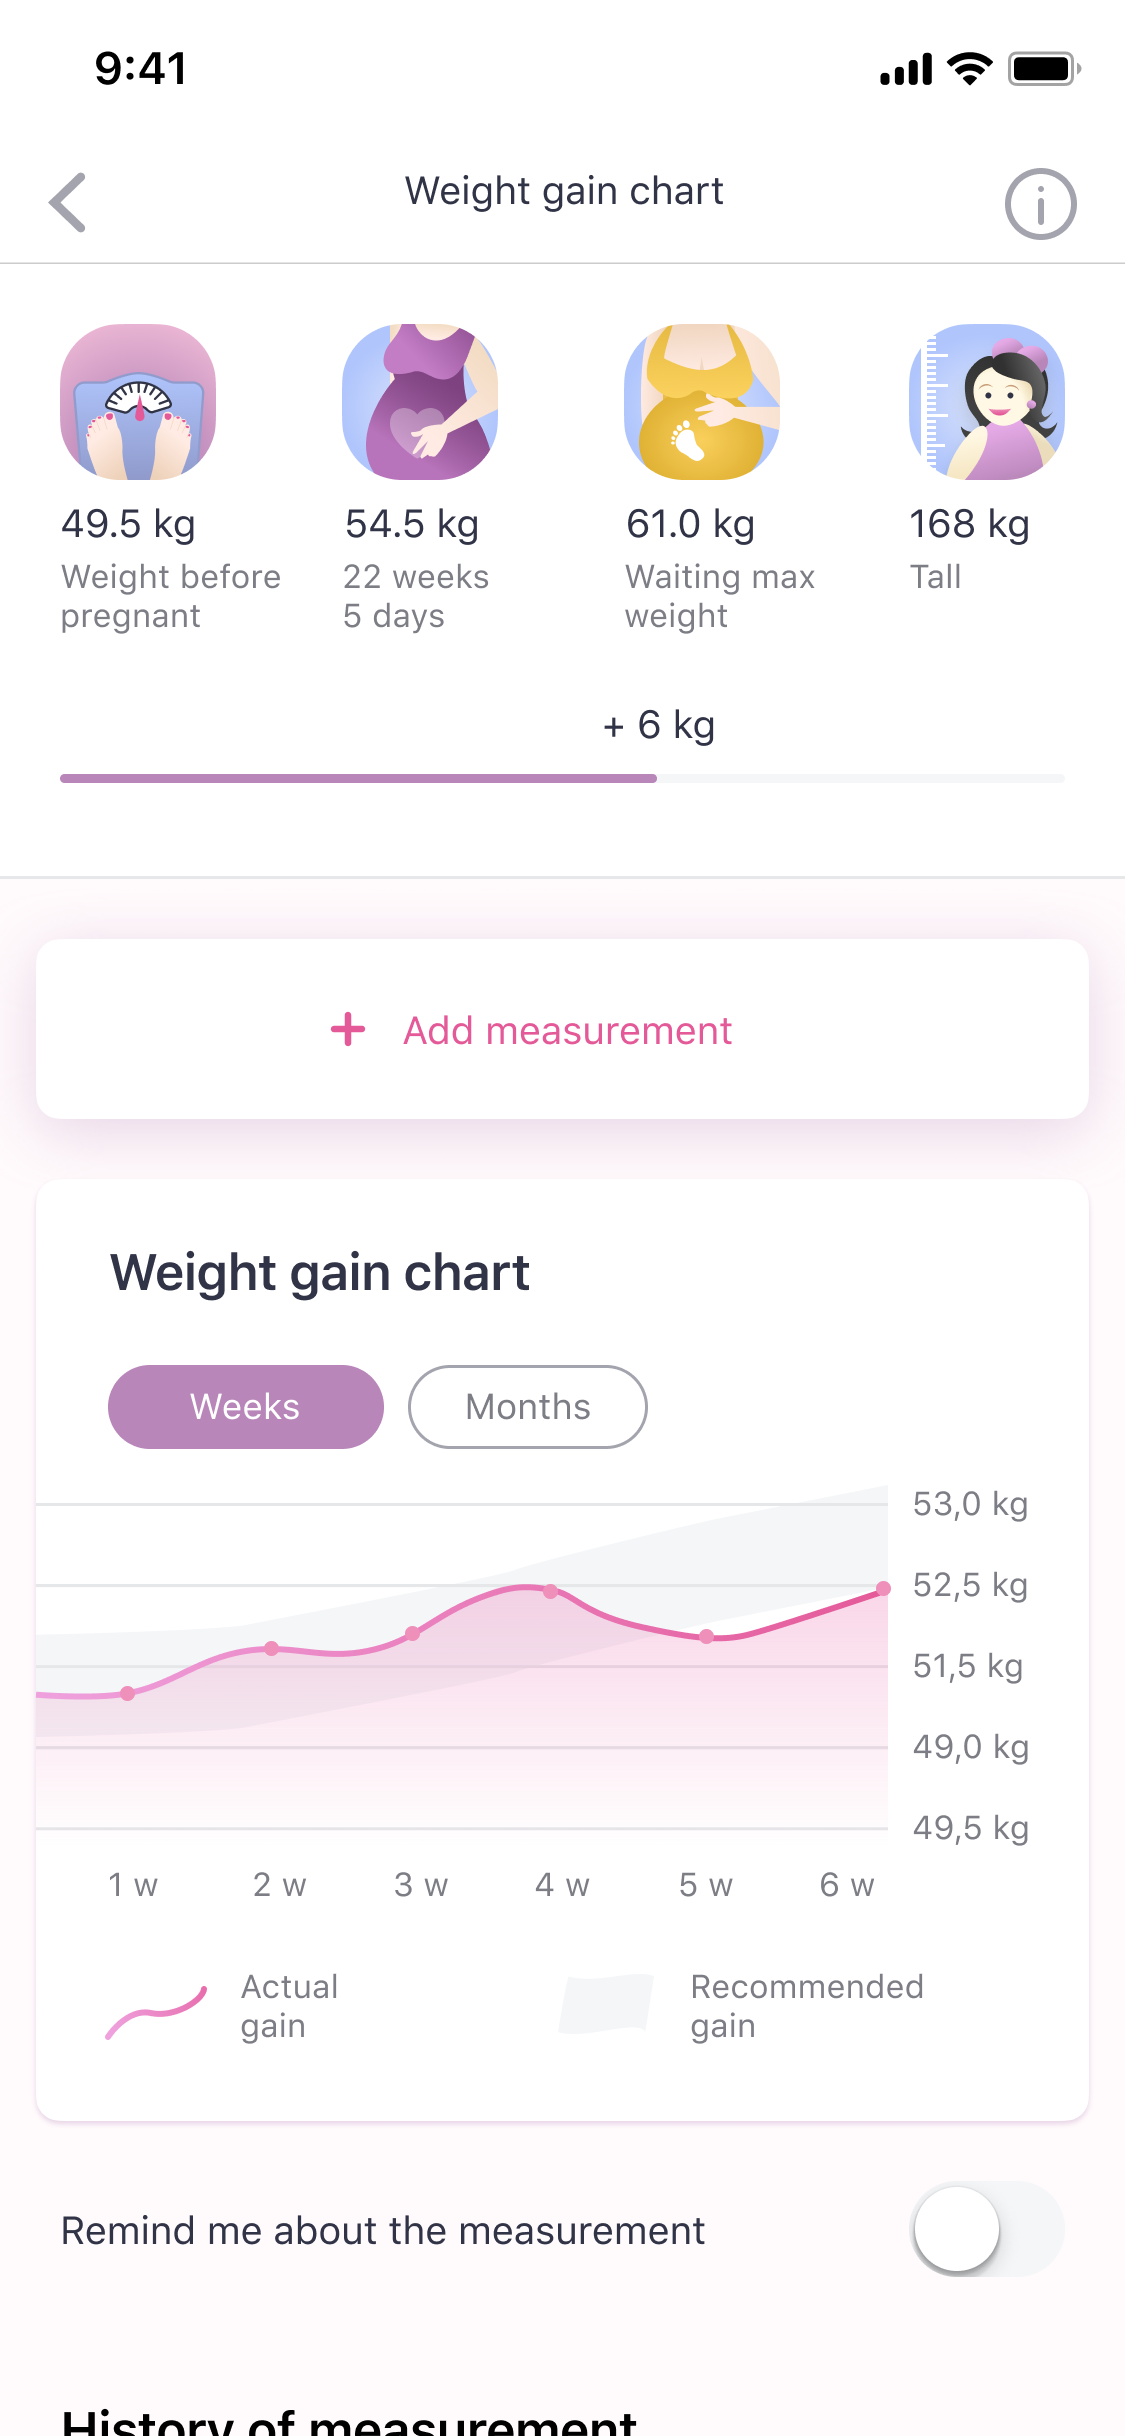 9:41
Weight gain chart
49.5 kg
Weight before
pregnant
54.5 kg
22 weeks
5 days
61.0 kg
Waiting max
weight
168 kg
Tall
+ 6 kg
+ Add measurement
Weight gain chart
Weeks
Months
53,0 kg
52,5 kg
51,5 kg
49,0 kg
49,5 kg
1 w 2 w 3 w 4 w 5 w 6 w
Actual
gain
Recommended
gain
Remind me about the measurement
History of measurement